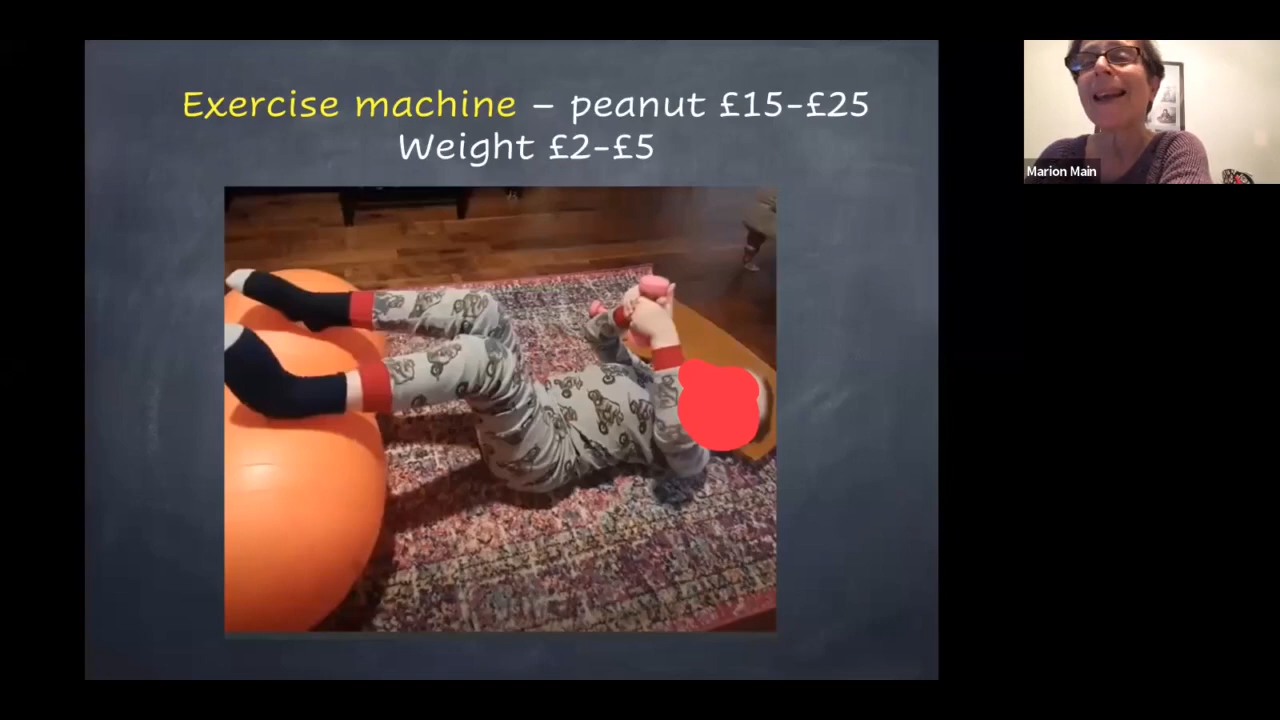 Exercise machine – peanut £15-£25
Weight £2-£5
Marion Main